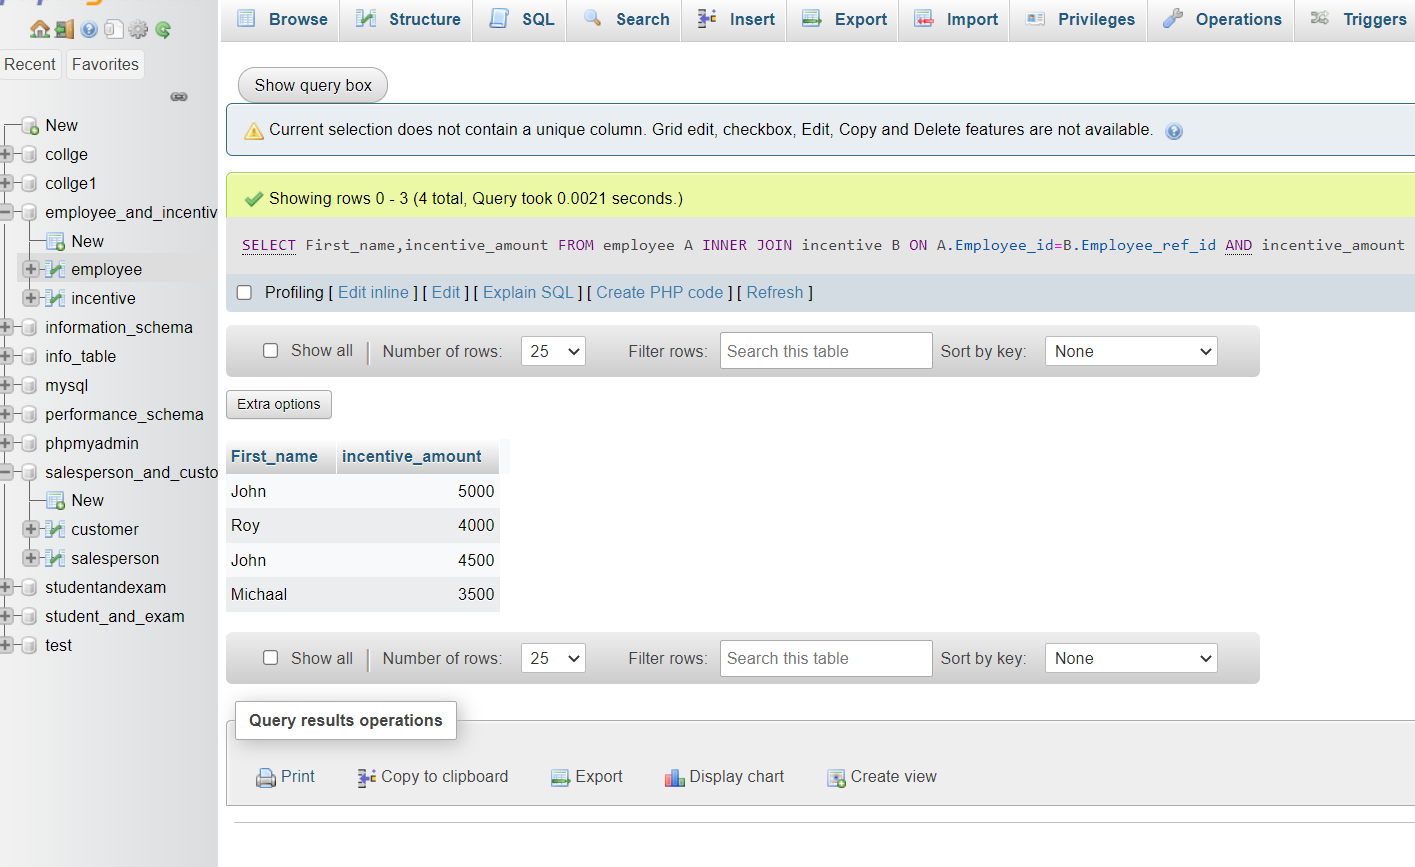 Browse Structure SQL Search Insert Export Import Privileges Operations Triggers
Recent Favorites
New
collge
collge1
employee_and_incentiv
New
employee
incentive
information_schema
info_table
mysql
performance_schema
phpmyadmin
salesperson_and_custo
New
customer
salesperson
studentandexam
student_and_exam
test
Show query box
Current selection does not contain a unique column. Grid edit, checkbox, Edit, Copy and Delete features are not available.
Showing rows 0 - 3 (4 total, Query took 0.0021 seconds.)
SELECT First_name,incentive_amount FROM employee A INNER JOIN incentive B ON A.Employee_id=B.Employee_ref_id AND incentive_amount
Profiling [ Edit inline ] [ Edit ] [ Explain SQL ] [ Create PHP code ] [ Refresh ]
Show all | Number of rows: 25 Filter rows: Search this table Sort by key: None
Extra options
First_name incentive_amount
John 5000
Roy 4000
John 4500
Michaal 3500
Show all | Number of rows: 25 Filter rows: Search this table Sort by key: None
Query results operations
Print Copy to clipboard Export Display chart Create view